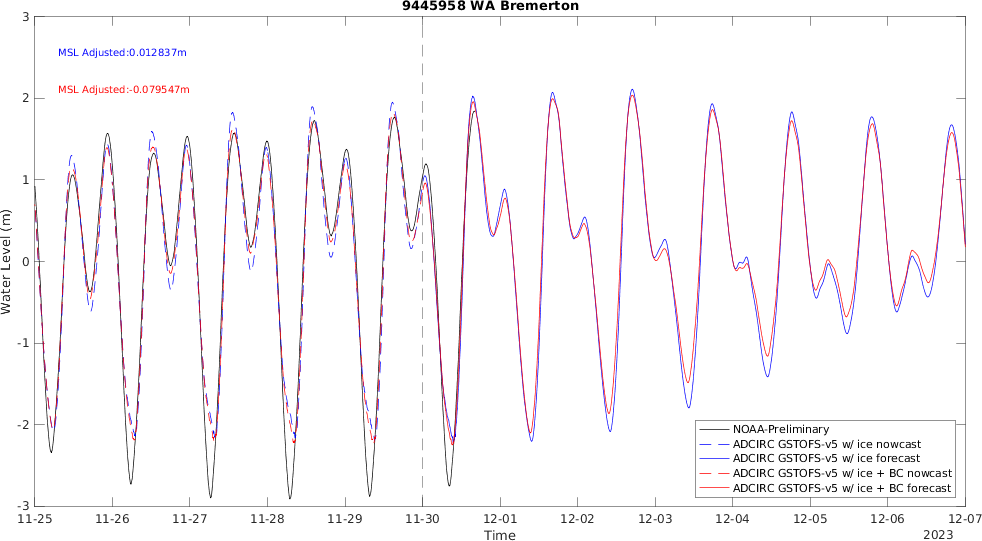 9445958 WA Bremerton
MSL Adjusted:0.012837m
MSL Adjusted:-0.079547m
Water Level (m)
3
2
1
0
-1
-2
-3
NOAA-Preliminary
ADCIRC GSTOFS-v5 w/ ice nowcast
ADCIRC GSTOFS-v5 w/ ice forecast
ADCIRC GSTOFS-v5 w/ ice + BC nowcast
ADCIRC GSTOFS-v5 w/ ice + BC forecast
11-25 11-26 11-27 11-28 11-29 11-30 12-01 12-02 12-03 12-04 12-05 12-06 12-07
Time
2023